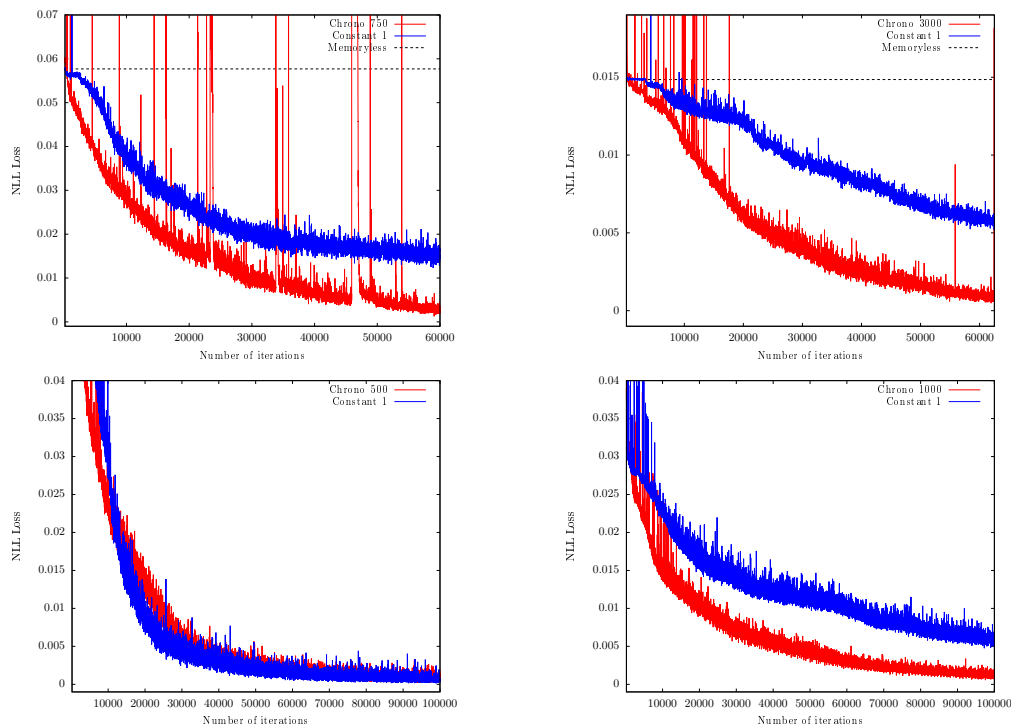 0.07
0.06
0.05
0.04
0.03
0.02
0.01
0
NLL Loss
Chrono 750
Constant 1
Memoryless
10000 20000 30000 40000 50000 60000
Number of iterations
0.015
0.01
0.005
0
NLL Loss
Chrono 3000
Constant 1
Memoryless
10000 20000 30000 40000 50000 60000
Number of iterations
0.04
0.035
0.03
0.025
0.02
0.015
0.01
0.005
0
NLL Loss
Chrono 500
Constant 1
10000 20000 30000 40000 50000 60000 70000 80000 90000 100000
Number of iterations
0.04
0.035
0.03
0.025
0.02
0.015
0.01
0.005
0
NLL Loss
Chrono 1000
Constant 1
10000 20000 30000 40000 50000 60000 70000 80000 90000 100000
Number of iterations